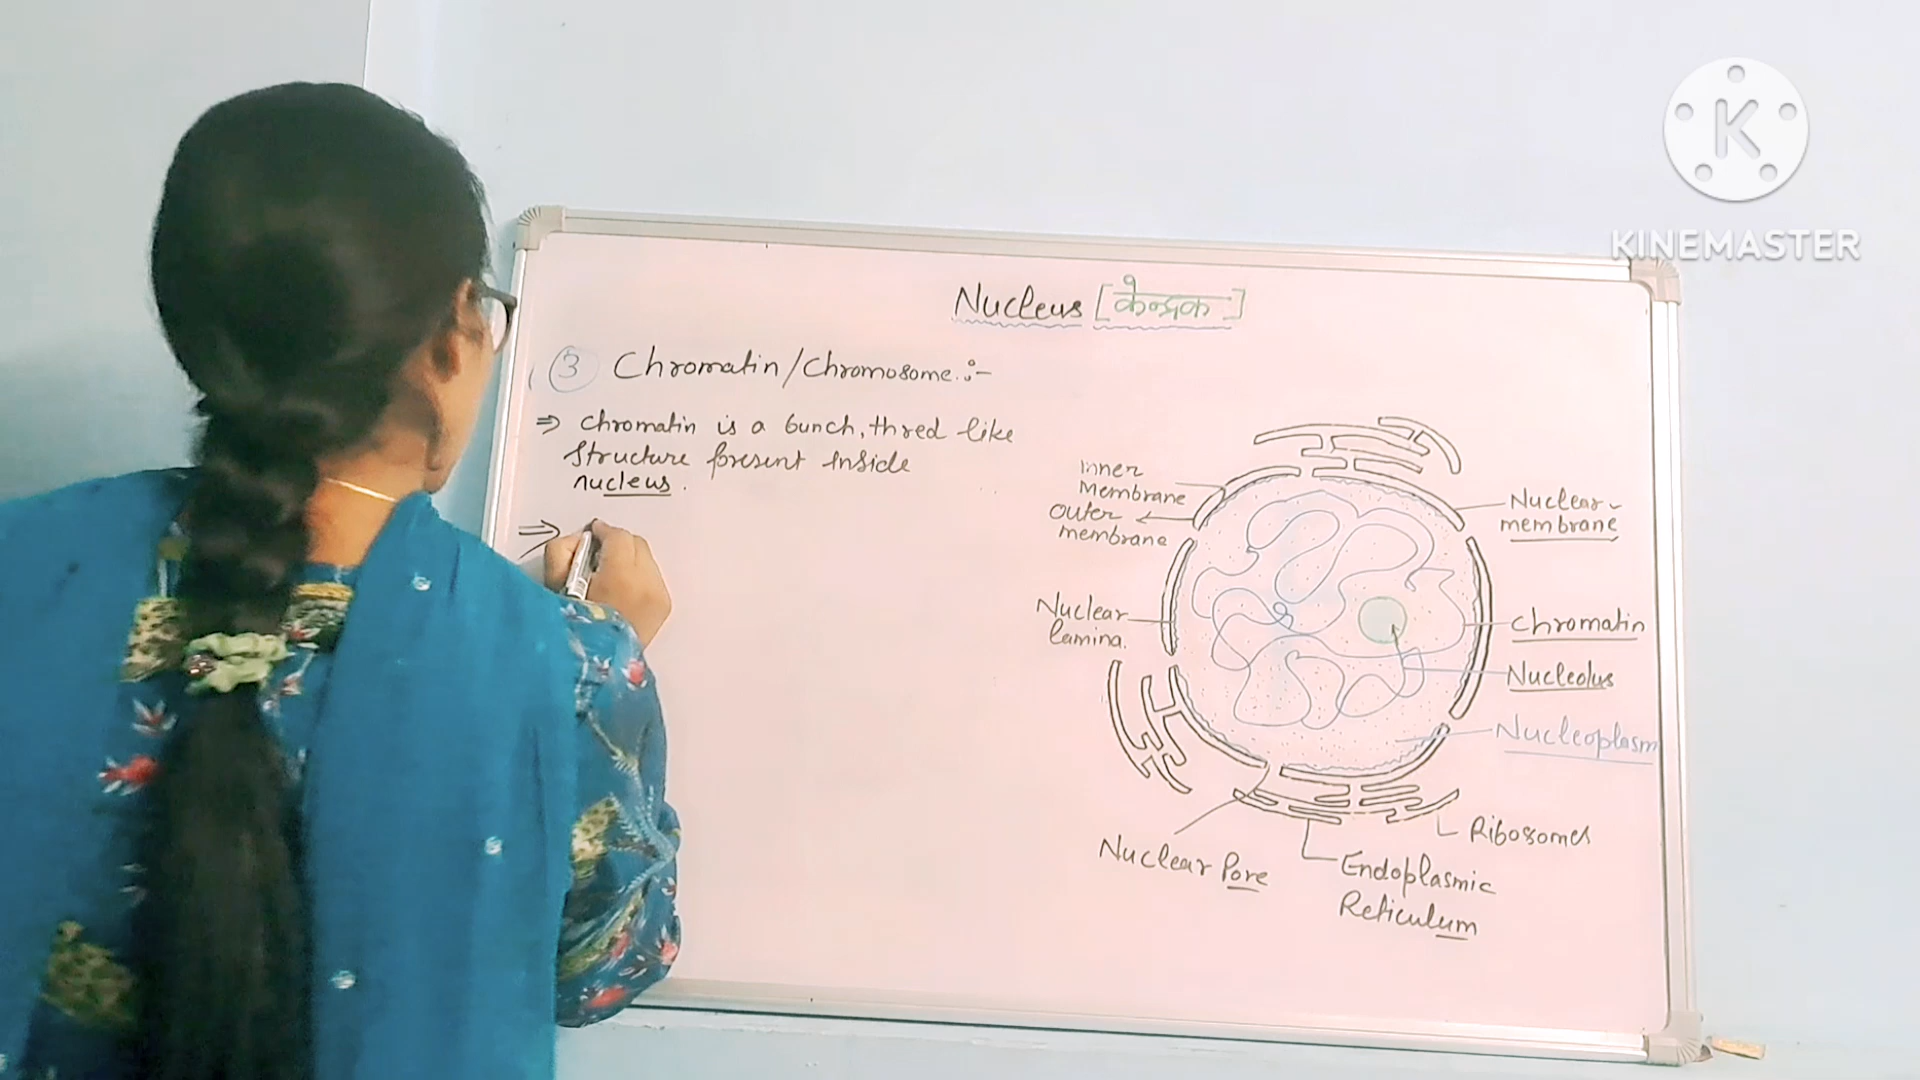 KINEMASTER
Nucleus [केन्द्रक]
3 Chromatin/Chromosome :-
⇒ Chromatin is a bunch, thred like
Structure present Inside
nucleus.
⇒
Inner
Membrane
Outer
membrane
Nuclear
lamina.
Nuclear
membrane
Chromatin
Nucleolus
Nucleoplasm
Ribosomes
Nuclear Pore
Endoplasmic
Reticulum